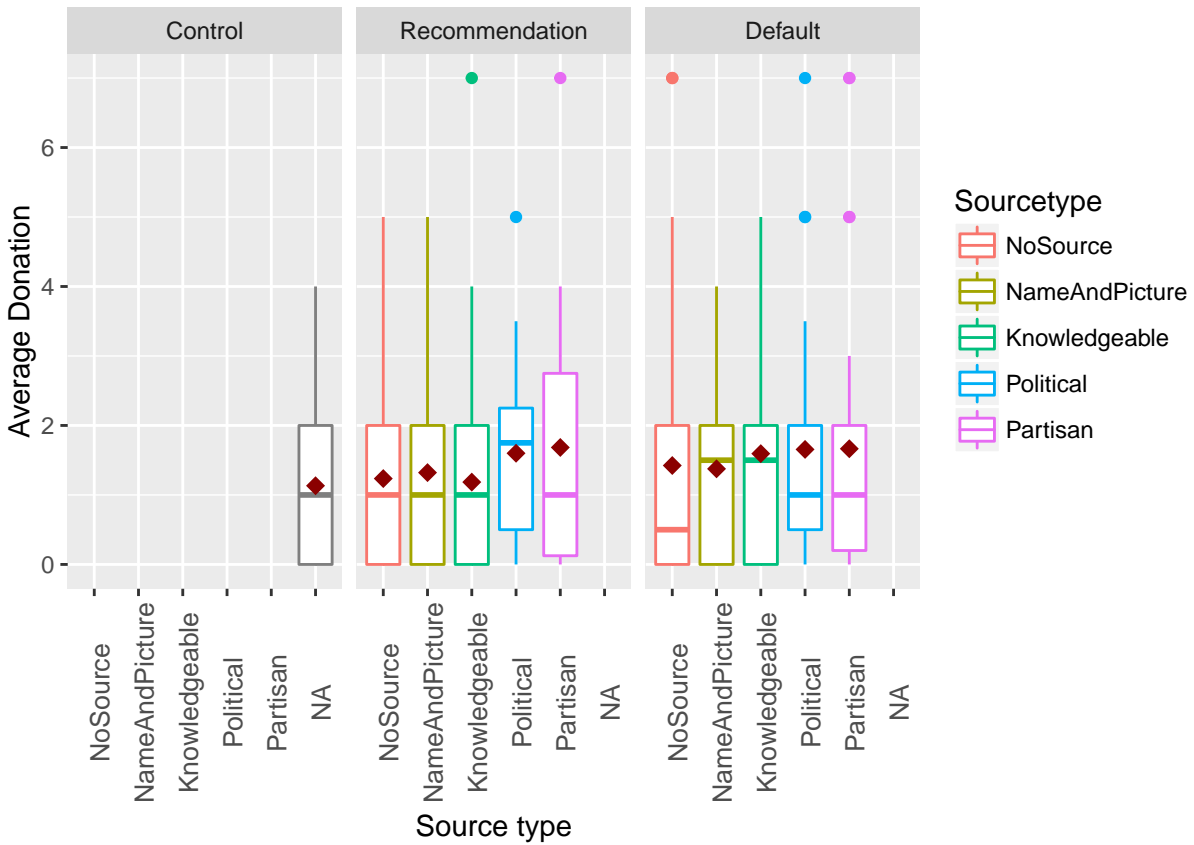 Control
Recommendation
Default
Average Donation
6
4
2
0
NoSource
NameAndPicture
Knowledgeable
Political
Partisan
NA
NoSource
NameAndPicture
Knowledgeable
Political
Partisan
NA
NoSource
NameAndPicture
Knowledgeable
Political
Partisan
NA
Source type
Sourcetype
NoSource
NameAndPicture
Knowledgeable
Political
Partisan